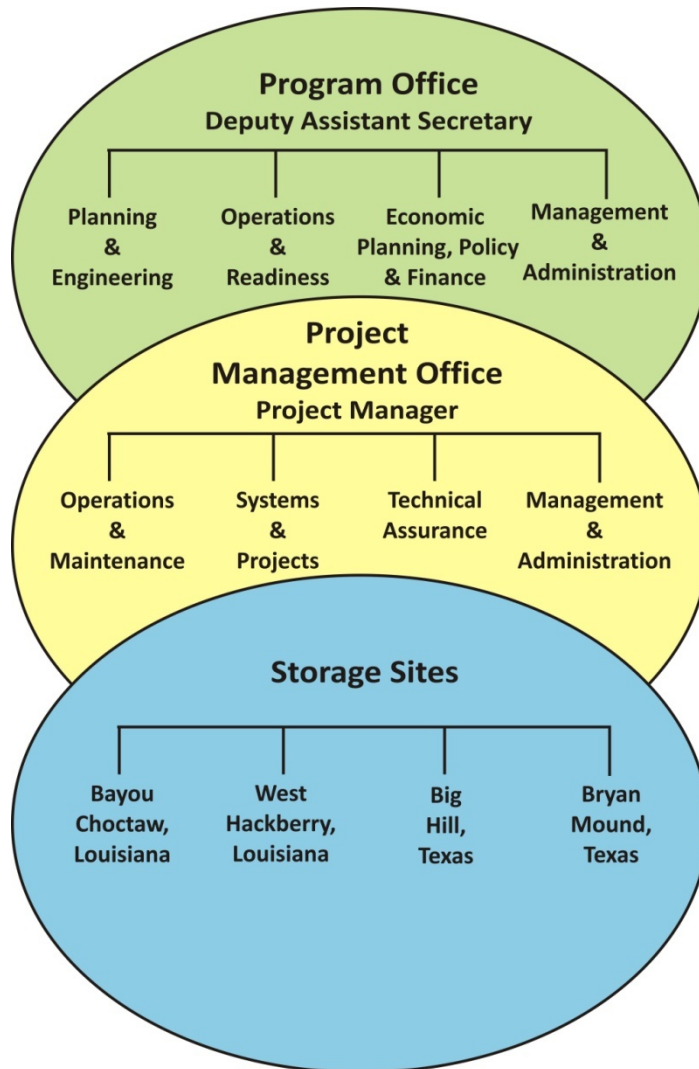 Program Office
Deputy Assistant Secretary
Planning
&
Engineering
Operations
&
Readiness
Economic
Planning, Policy
& Finance
Management
&
Administration
Project
Management Office
Project Manager
Operations
&
Maintenance
Systems
&
Projects
Technical
Assurance
Management
&
Administration
Storage Sites
Bayou
Choctaw,
Louisiana
West
Hackberry,
Louisiana
Big
Hill,
Texas
Bryan
Mound,
Texas